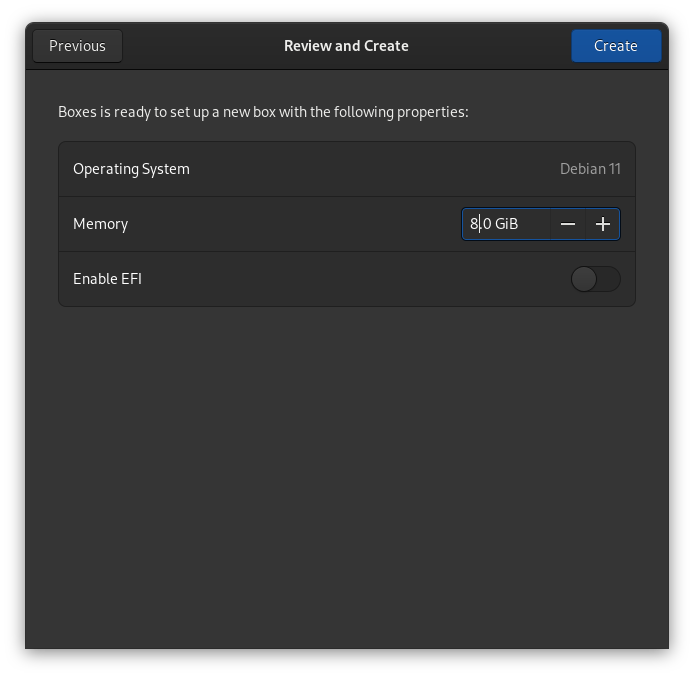 Previous
Review and Create
Create
Boxes is ready to set up a new box with the following properties:
Operating System
Debian 11
Memory
8.0 GiB
Enable EFI